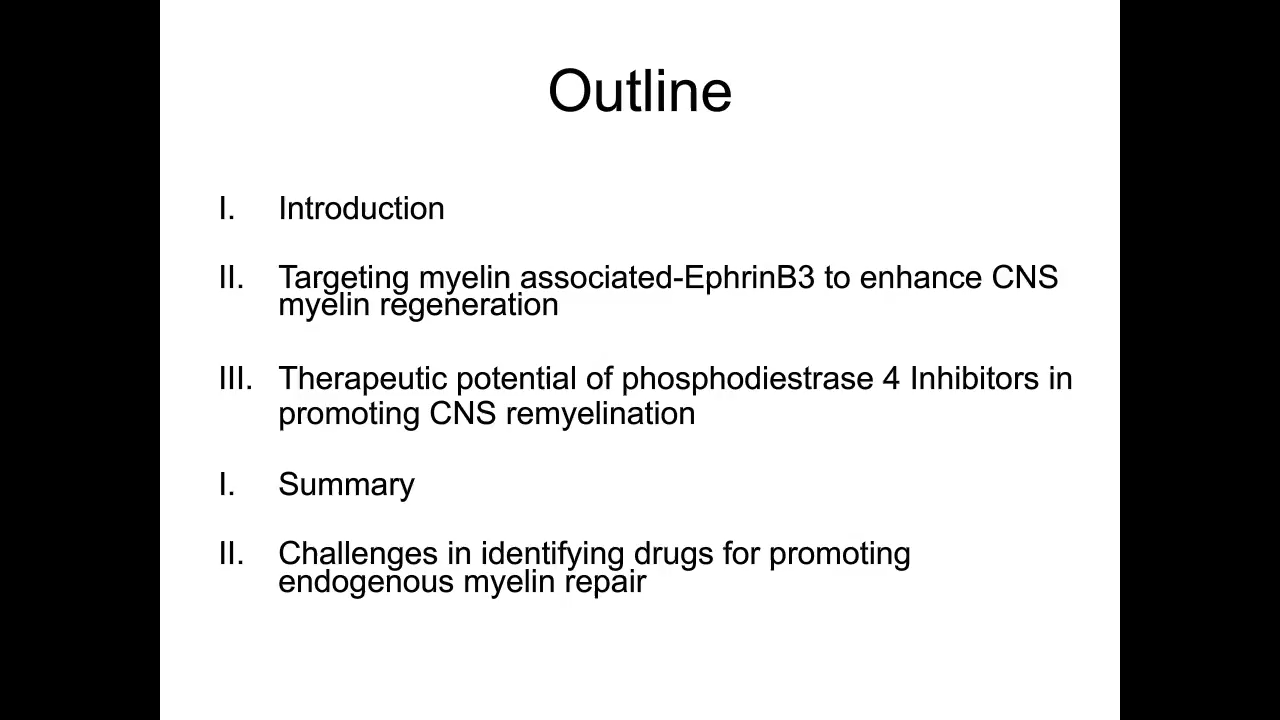 Outline
I. Introduction
II. Targeting myelin associated-EphrinB3 to enhance CNS
myelin regeneration
III. Therapeutic potential of phosphodiestrase 4 Inhibitors in
promoting CNS remyelination
I. Summary
II. Challenges in identifying drugs for promoting
endogenous myelin repair